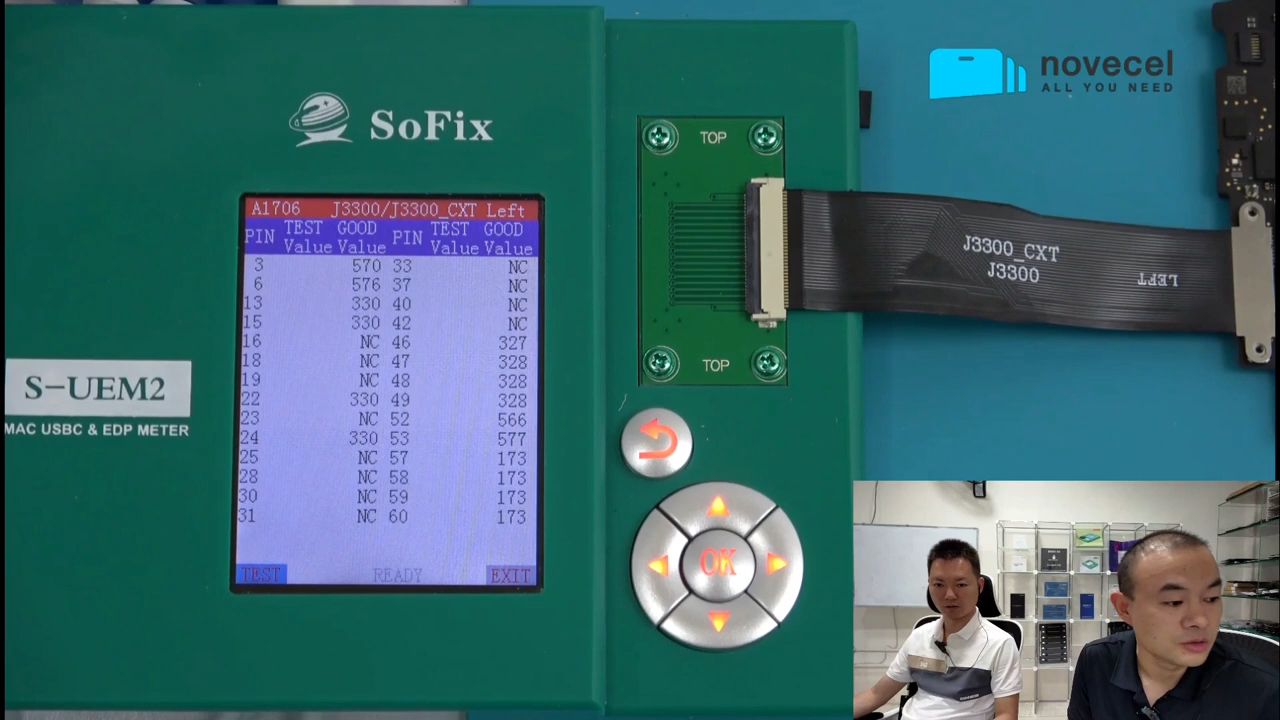 novecel
ALL YOU NEED
SoFix
TOP
A1706 J3300/J3300_CXT Left
PIN TEST Value GOOD Value PIN TEST Value GOOD Value
3 570 33 NC
6 576 37 NC
13 330 40 NC
15 330 42 NC
16 NC 46 327
18 NC 47 328
19 NC 48 328
22 330 49 328
23 NC 52 566
24 330 53 577
25 NC 57 173
28 NC 58 173
30 NC 59 173
31 NC 60 173
TEST READY EXIT
J3300_CXT
J3300
LEFT
TOP
S-UEM2
MAC USBC & EDP METER
OK